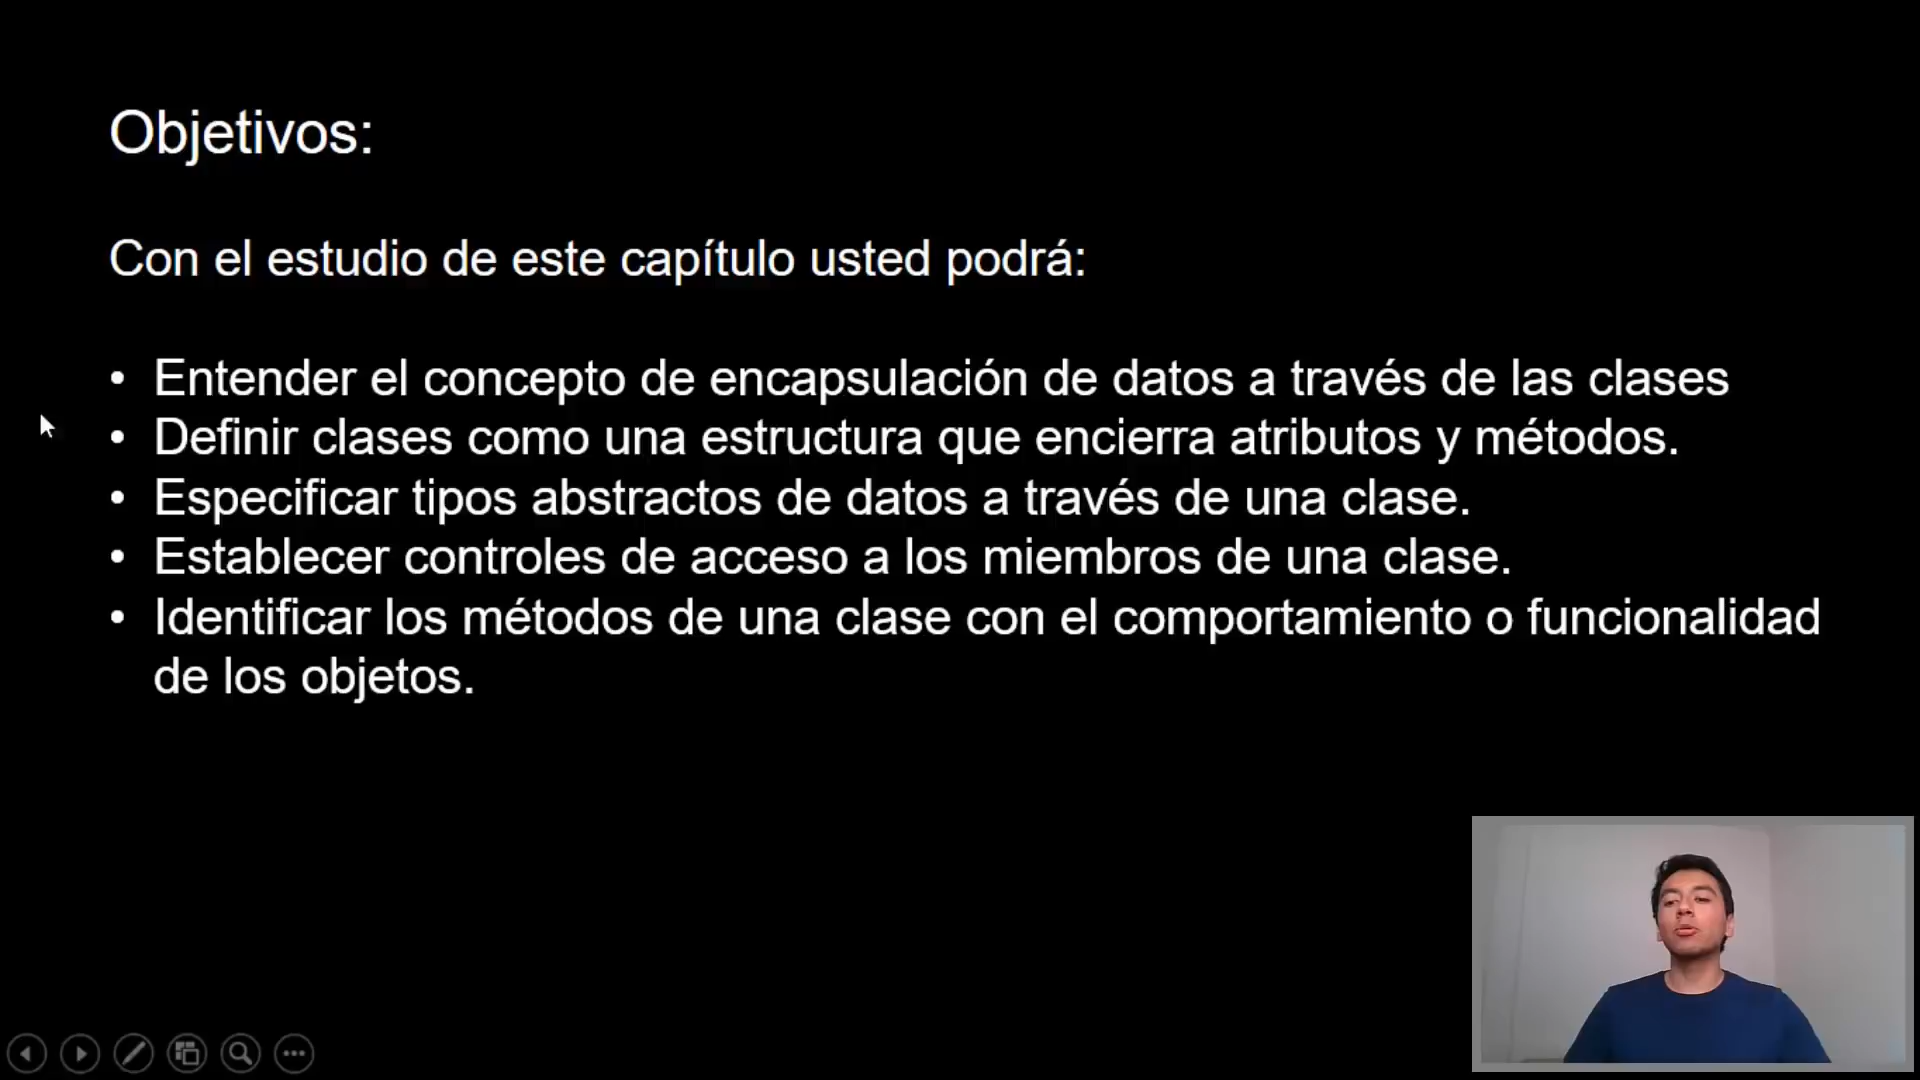 Objetivos:
Con el estudio de este capítulo usted podrá:
• Entender el concepto de encapsulación de datos a través de las clases
• Definir clases como una estructura que encierra atributos y métodos.
• Especificar tipos abstractos de datos a través de una clase.
• Establecer controles de acceso a los miembros de una clase.
• Identificar los métodos de una clase con el comportamiento o funcionalidad
de los objetos.